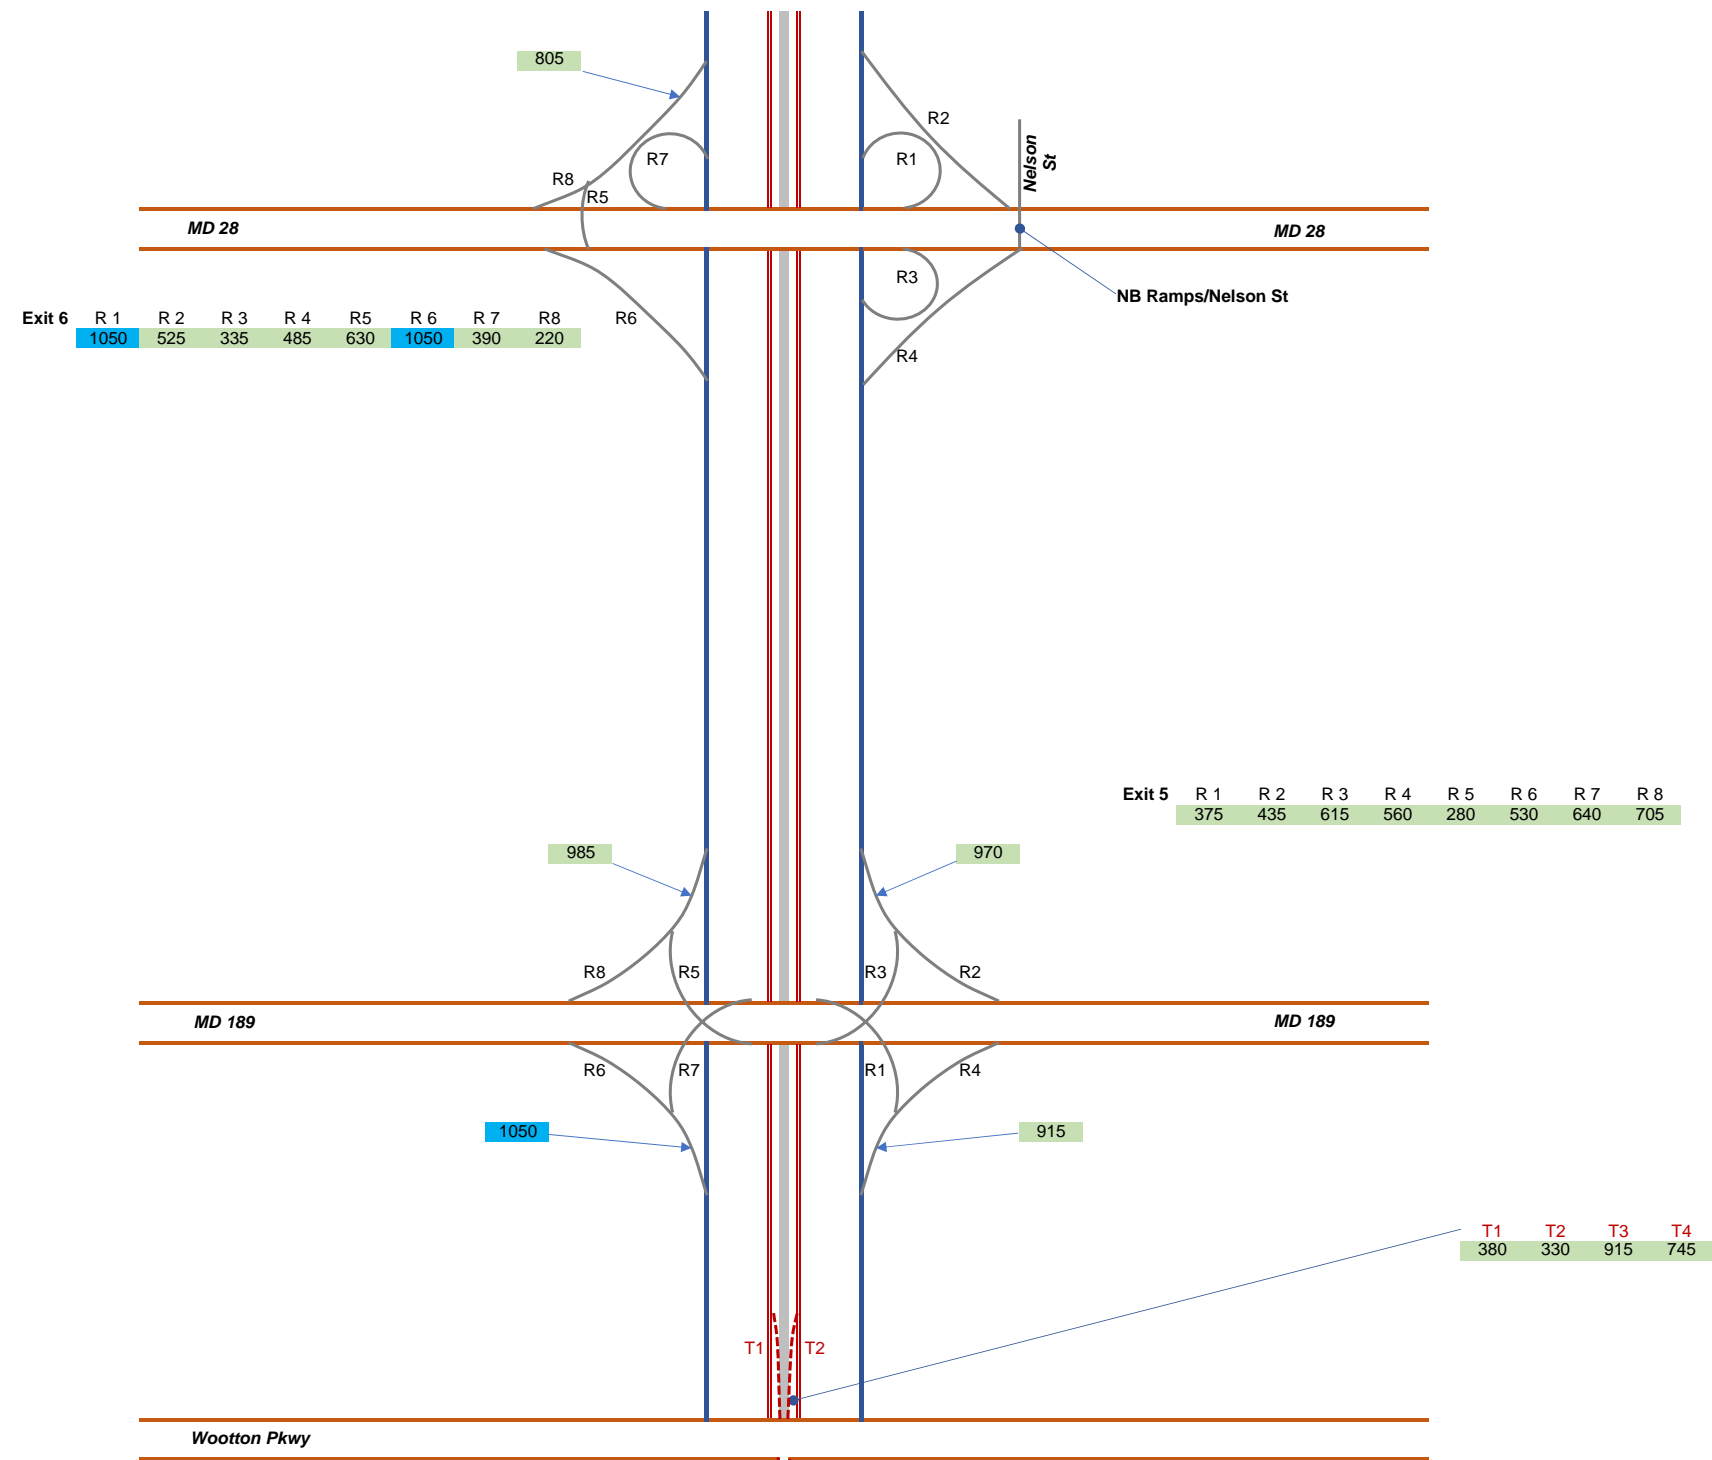 805
R2
Nelson
St
R7
R1
R8
R5
MD 28
MD 28
R3
NB Ramps/Nelson St
Exit 6 R 1 R 2 R 3 R 4 R5 R 6 R 7 R8
1050 525 335 485 630 1050 390 220
R6
R4
Exit 5 R 1 R 2 R 3 R 4 R 5 R 6 R 7 R 8
375 435 615 560 280 530 640 705
985
970
R8
R5
R3
R2
MD 189
MD 189
R6
R7
R1
R4
1050
915
T1 T2 T3 T4
380 330 915 745
T1
T2
Wootton Pkwy